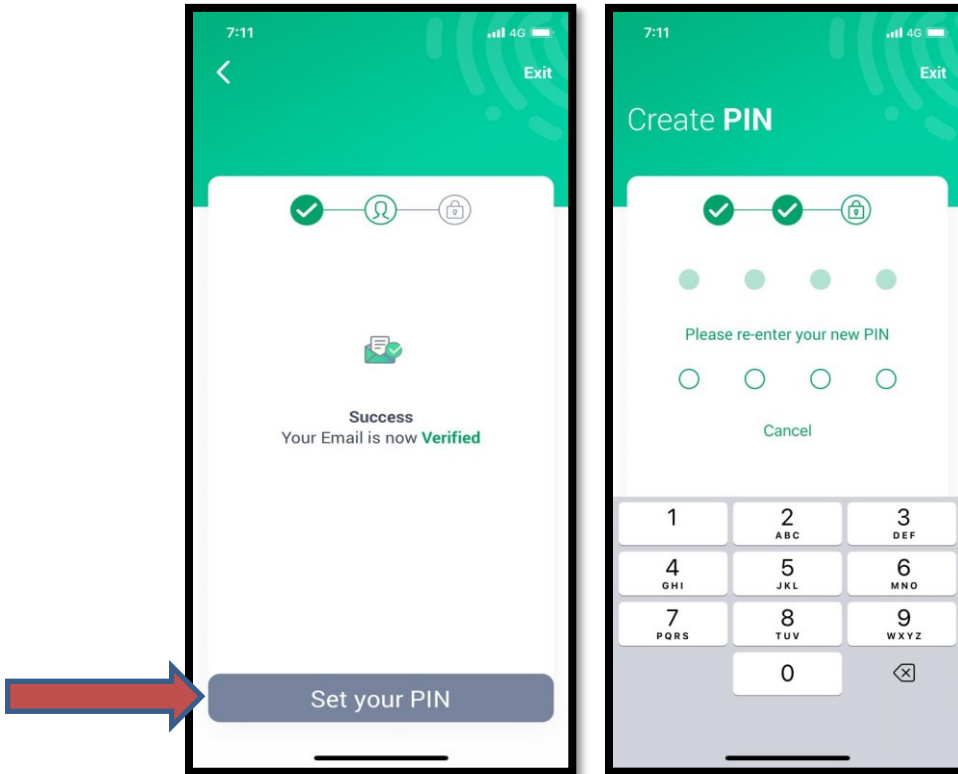 7:11
4G
Exit
Success
Your Email is now Verified
Set your PIN
7:11
4G
Exit
Create PIN
Please re-enter your new PIN
Cancel
1 2 3
ABC DEF
4 5 6
GHI JKL MNO
7 8 9
PQRS TUV WXYZ
0